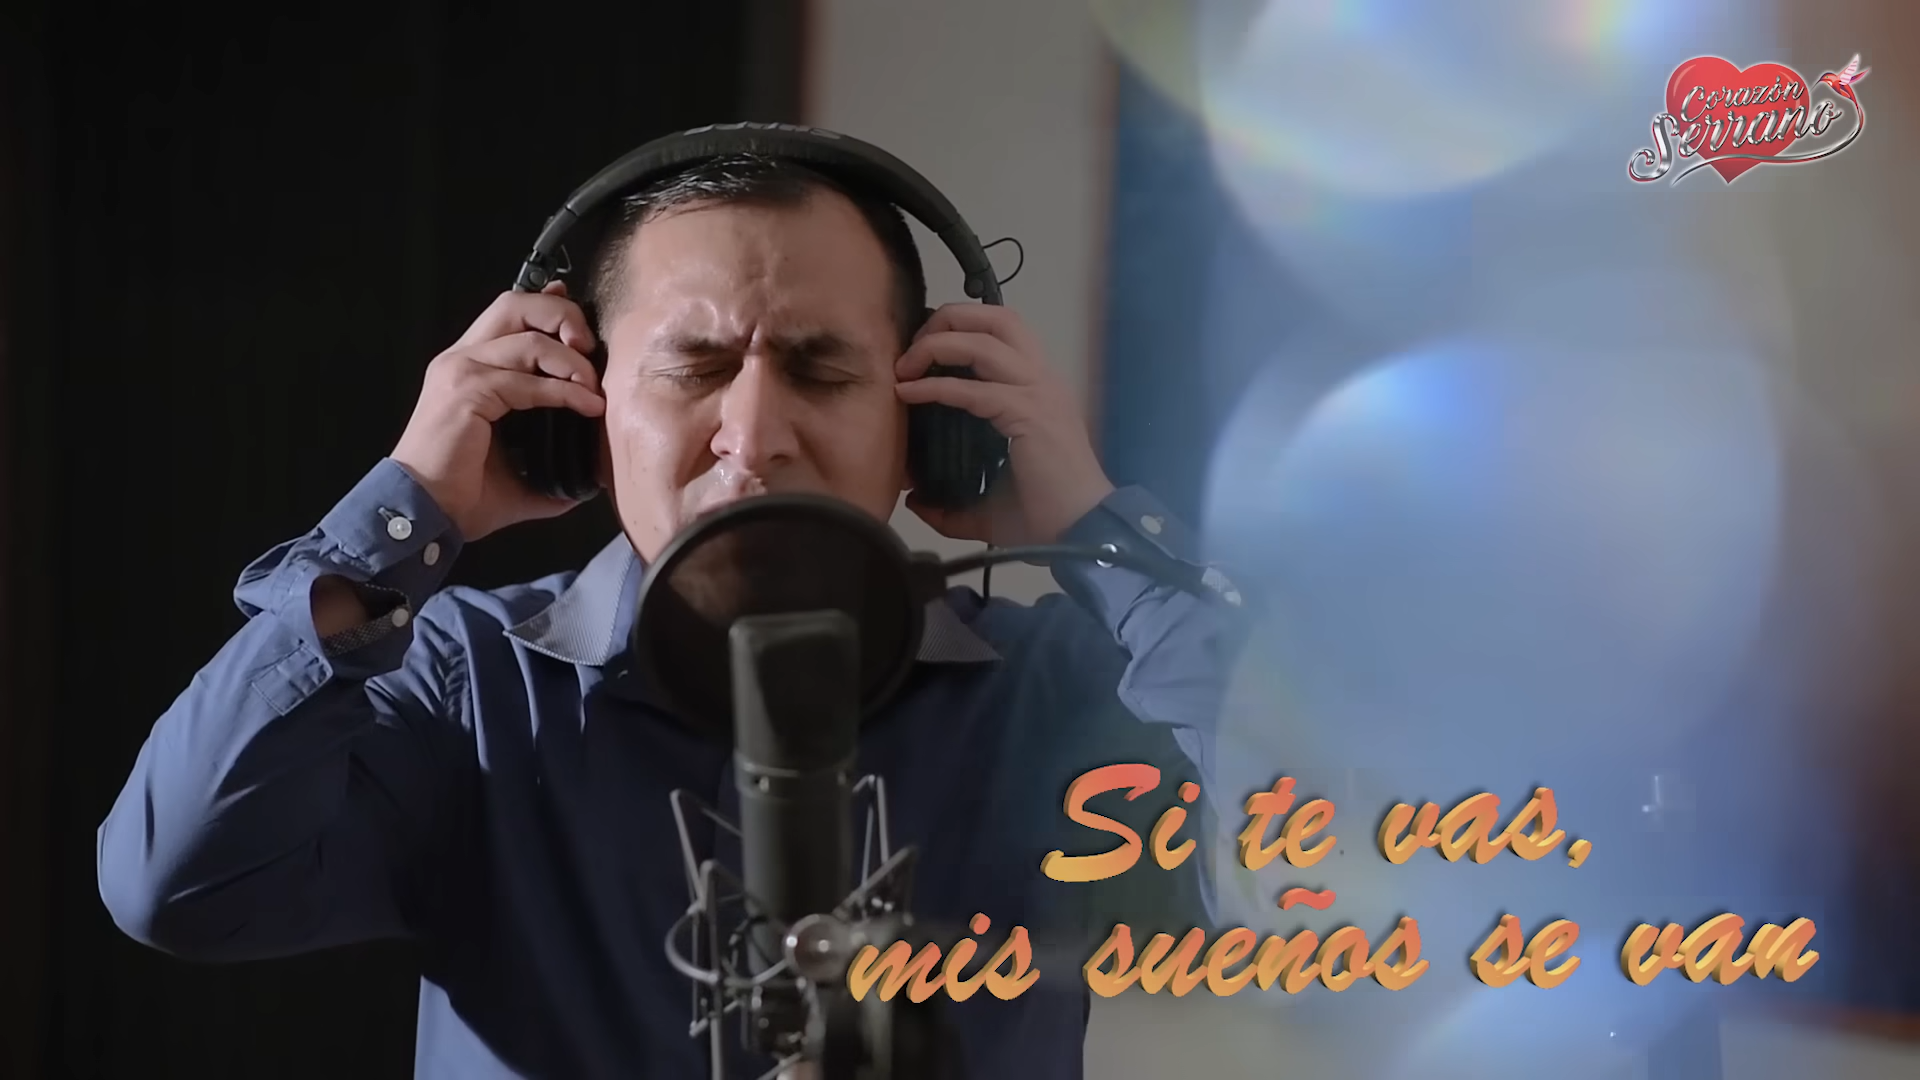 Corazón
Serrano
Si te vas,
mis sueños se van